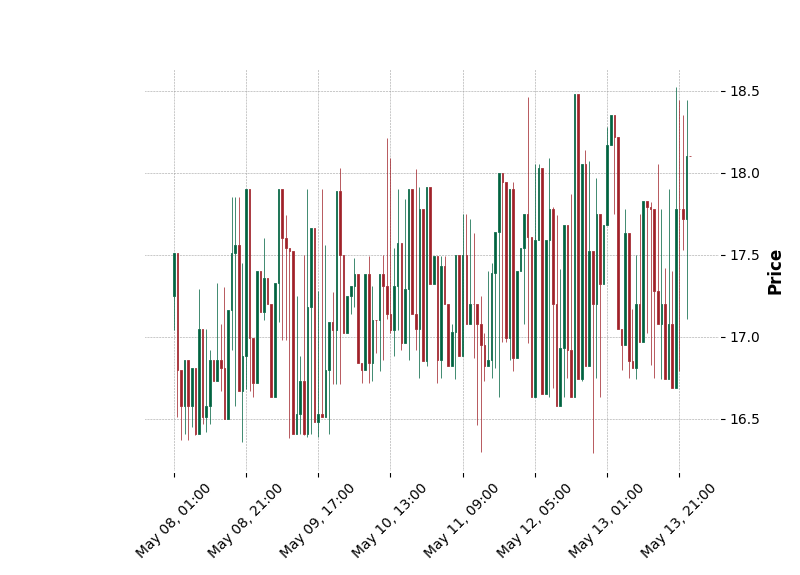 18.5
18.0
17.5
17.0
16.5
Price
May 08, 01:00
May 08, 21:00
May 09, 17:00
May 10, 13:00
May 11, 09:00
May 12, 05:00
May 13, 01:00
May 13, 21:00